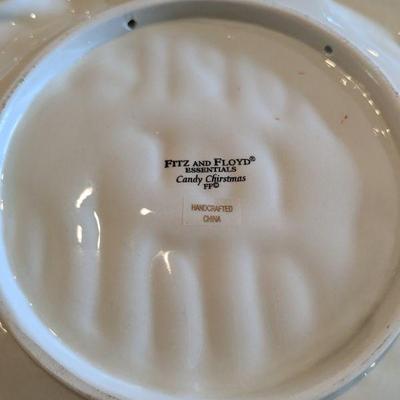 FITZ AND FLOYD®
ESSENTIALS
Candy Chirstmas
FF©
HANDCRAFTED
CHINA